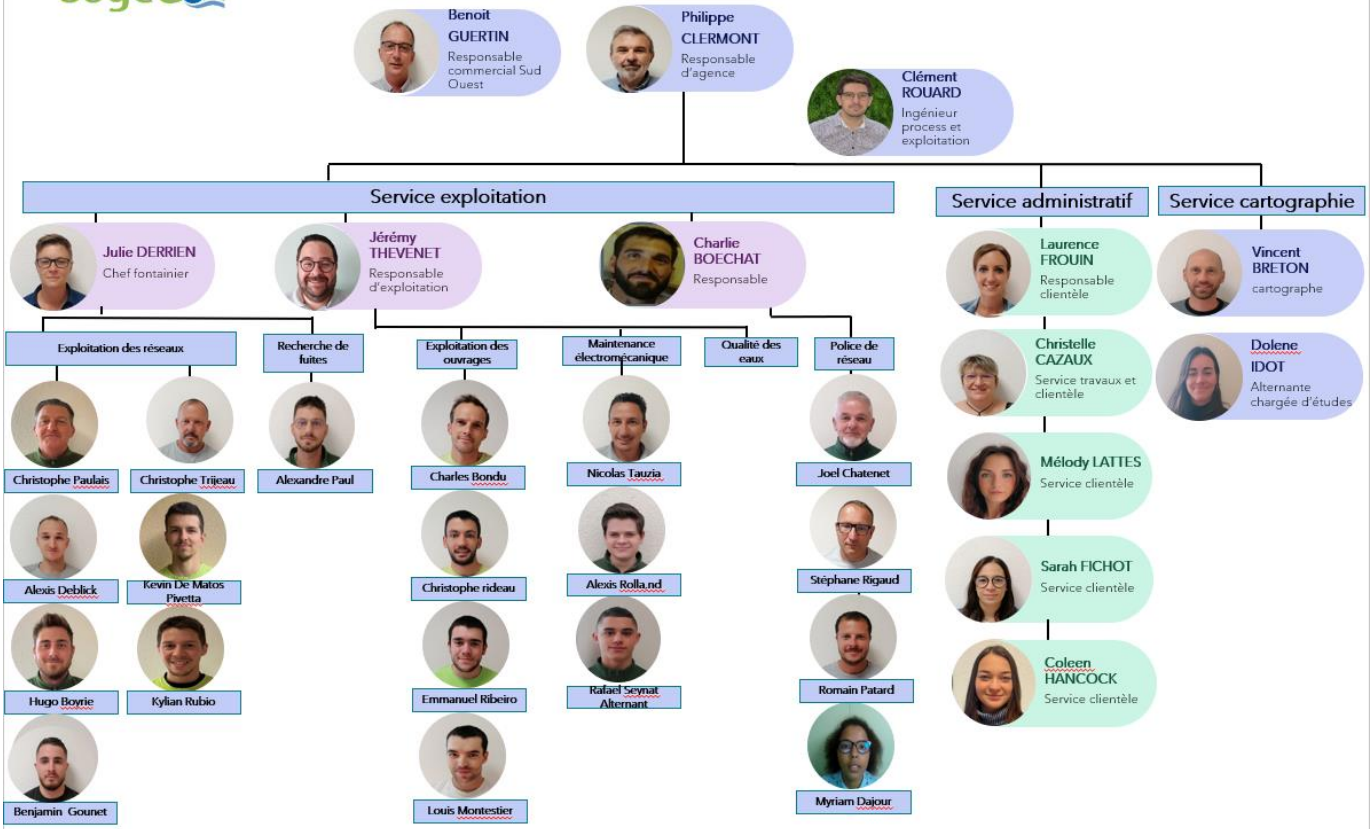 Benoit
GUERTIN
Responsable
commercial Sud
Ouest
Philippe
CLERMONT
Responsable
d'agence
Clément
ROUARD
Ingénieur
process et
exploitation
Service exploitation
Service administratif
Service cartographie
Julie DERRIEN
Chef fontainier
Jérémy
THEVENET
Responsable
d'exploitation
Charlie
BOECHAT
Responsable
Laurence
FROUIN
Responsable
clientèle
Vincent
BRETON
cartographe
Exploitation des réseaux
Recherche de
fuites
Exploitation des
ouvrages
Maintenance
électromécanique
Qualité des
eaux
Police de
réseau
Christelle
CAZAUX
Service travaux et
clientèle
Dolene
IDOT
Alternante
chargée d'études
Christophe Paulais
Christophe Trijeau
Alexandre Paul
Charles Bondu
Nicolas Tauzia
Joel Chatenet
Mélody LATTES
Service clientèle
Alexis Deblick
Kevin De Matos
Pivetta
Christophe rideau
Alexis Rolla.nd
Stéphane Rigaud
Sarah FICHOT
Service clientèle
Hugo Boyrie
Kylian Rubio
Emmanuel Ribeiro
Rafael Seynat
Alternant
Romain Patard
Coleen
HANCOCK
Service clientèle
Benjamin Gounet
Louis Montestier
Myriam Dajour